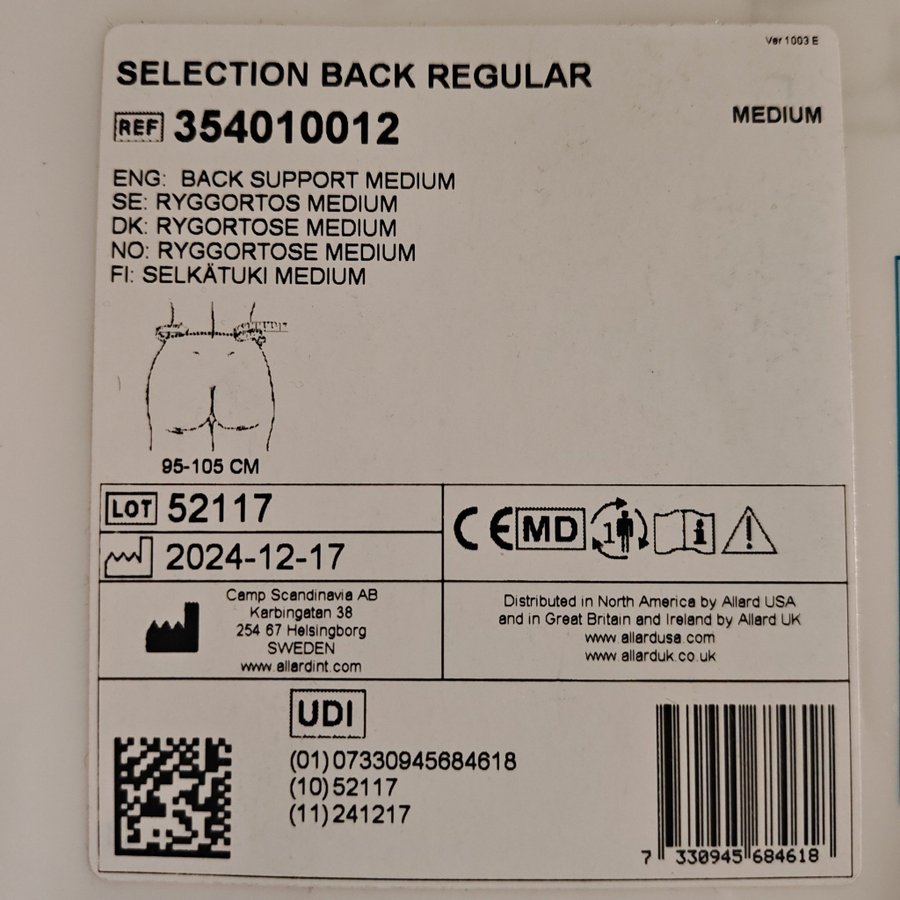 Ver 1003 E
SELECTION BACK REGULAR
MEDIUM
REF 354010012
ENG: BACK SUPPORT MEDIUM
SE: RYGGORTOS MEDIUM
DK: RYGORTOSE MEDIUM
NO: RYGGORTOSE MEDIUM
FI: SELKÄTUKI MEDIUM
95-105 CM
LOT 52117
2024-12-17
CE MD 1 i
Camp Scandinavia AB
Karbingatan 38
254 67 Helsingborg
SWEDEN
www.allardint.com
Distributed in North America by Allard USA
and in Great Britain and Ireland by Allard UK
www.allardusa.com
www.allarduk.co.uk
UDI
(01)07330945684618
(10)52117
(11)241217
7 330945 684618